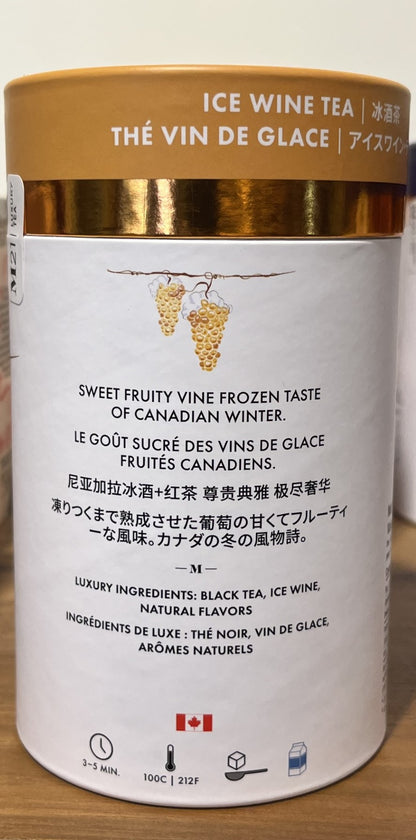 ICE WINE TEA | 冰酒茶
THÉ VIN DE GLACE | アイスワイン
M21 LUXURY TEA
SWEET FRUITY VINE FROZEN TASTE
OF CANADIAN WINTER.
LE GOÛT SUCRÉ DES VINS DE GLACE
FRUITÉS CANADIENS.
尼亚加拉冰酒+红茶 尊贵典雅 极尽奢华
凍りつくまで熟成させた葡萄の甘くてフルーティ
ーな風味。カナダの冬の風物詩。
—M—
LUXURY INGREDIENTS: BLACK TEA, ICE WINE,
NATURAL FLAVORS
INGRÉDIENTS DE LUXE : THÉ NOIR, VIN DE GLACE,
ARÔMES NATURELS
3-5 MIN.
100C | 212F